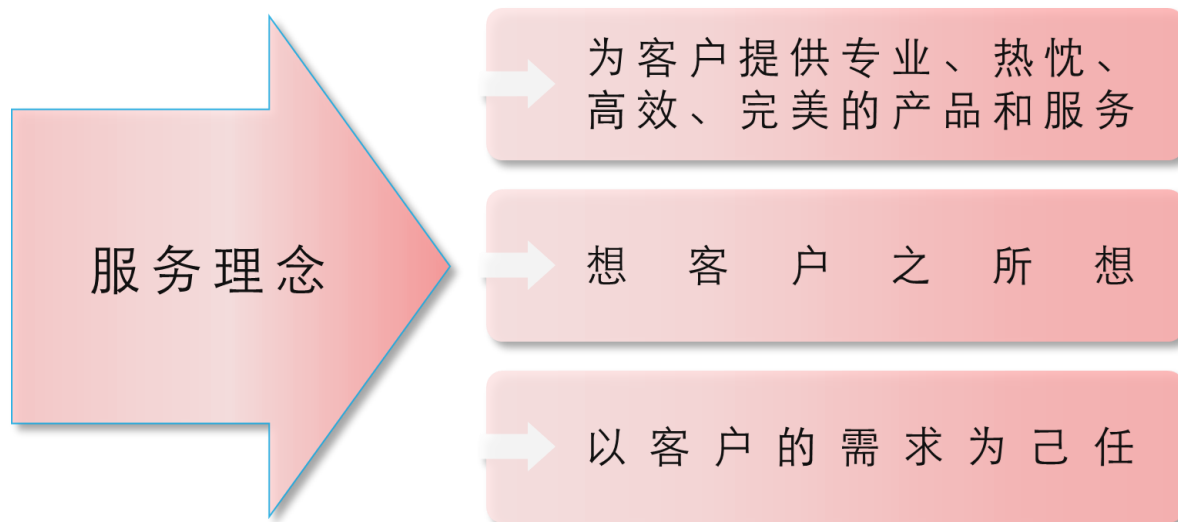 服务理念
为客户提供专业、热忱、
高效、完美的产品和服务
想客户之所想
以客户的需求为己任